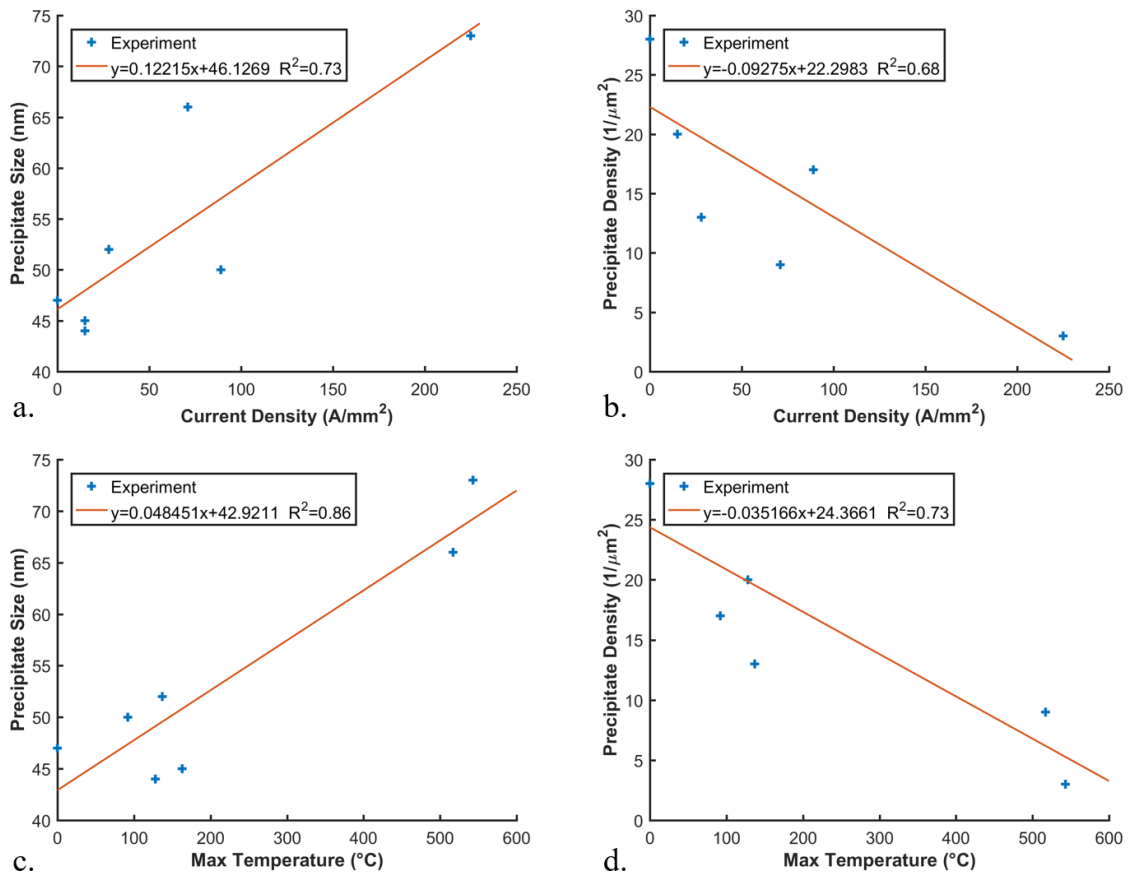 75
70
65
60
55
50
45
40
Precipitate Size (nm)
Experiment
y=0.12215x+46.1269 R²=0.73
0 50 100 150 200 250
Current Density (A/mm²)
a.
30
25
20
15
10
5
0
Precipitate Density (1/μm²)
Experiment
y=-0.09275x+22.2983 R²=0.68
0 50 100 150 200 250
Current Density (A/mm²)
b.
75
70
65
60
55
50
45
40
Precipitate Size (nm)
Experiment
y=0.048451x+42.9211 R²=0.86
0 100 200 300 400 500 600
Max Temperature (°C)
c.
30
25
20
15
10
5
0
Precipitate Density (1/μm²)
Experiment
y=-0.035166x+24.3661 R²=0.73
0 100 200 300 400 500 600
Max Temperature (°C)
d.